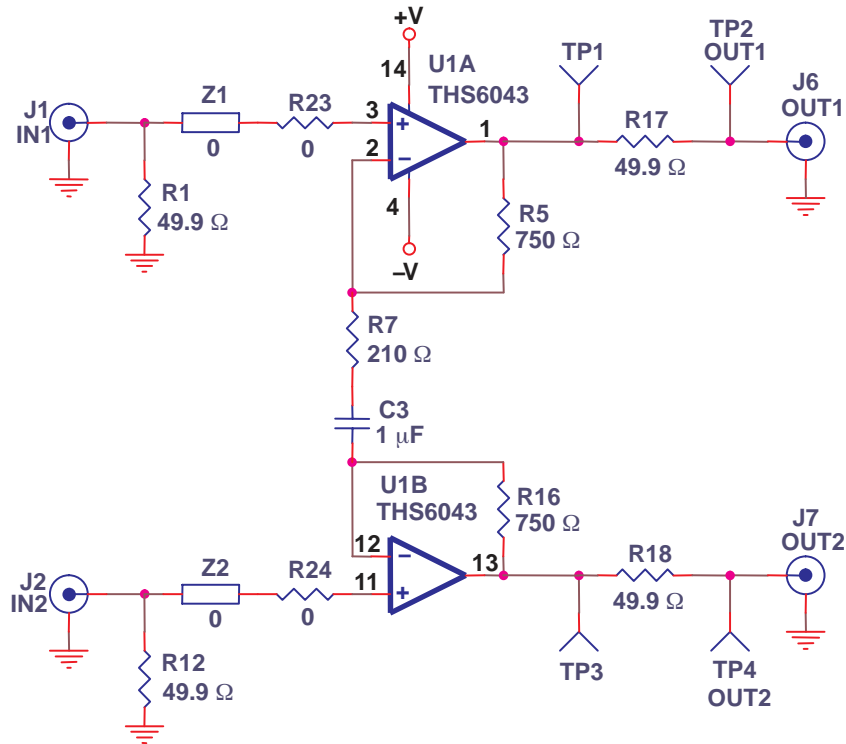 +V
TP2
OUT1
TP1
J6
OUT1
U1A
THS6043
14
J1
IN1
Z1
0
R23
0
3
+
2
−
1
R17
49.9 Ω
R1
49.9 Ω
4
–V
R5
750 Ω
R7
210 Ω
C3
1 μF
U1B
THS6043
R16
750 Ω
12
−
11
+
13
J7
OUT2
R18
49.9 Ω
J2
IN2
Z2
0
R24
0
R12
49.9 Ω
TP3
TP4
OUT2